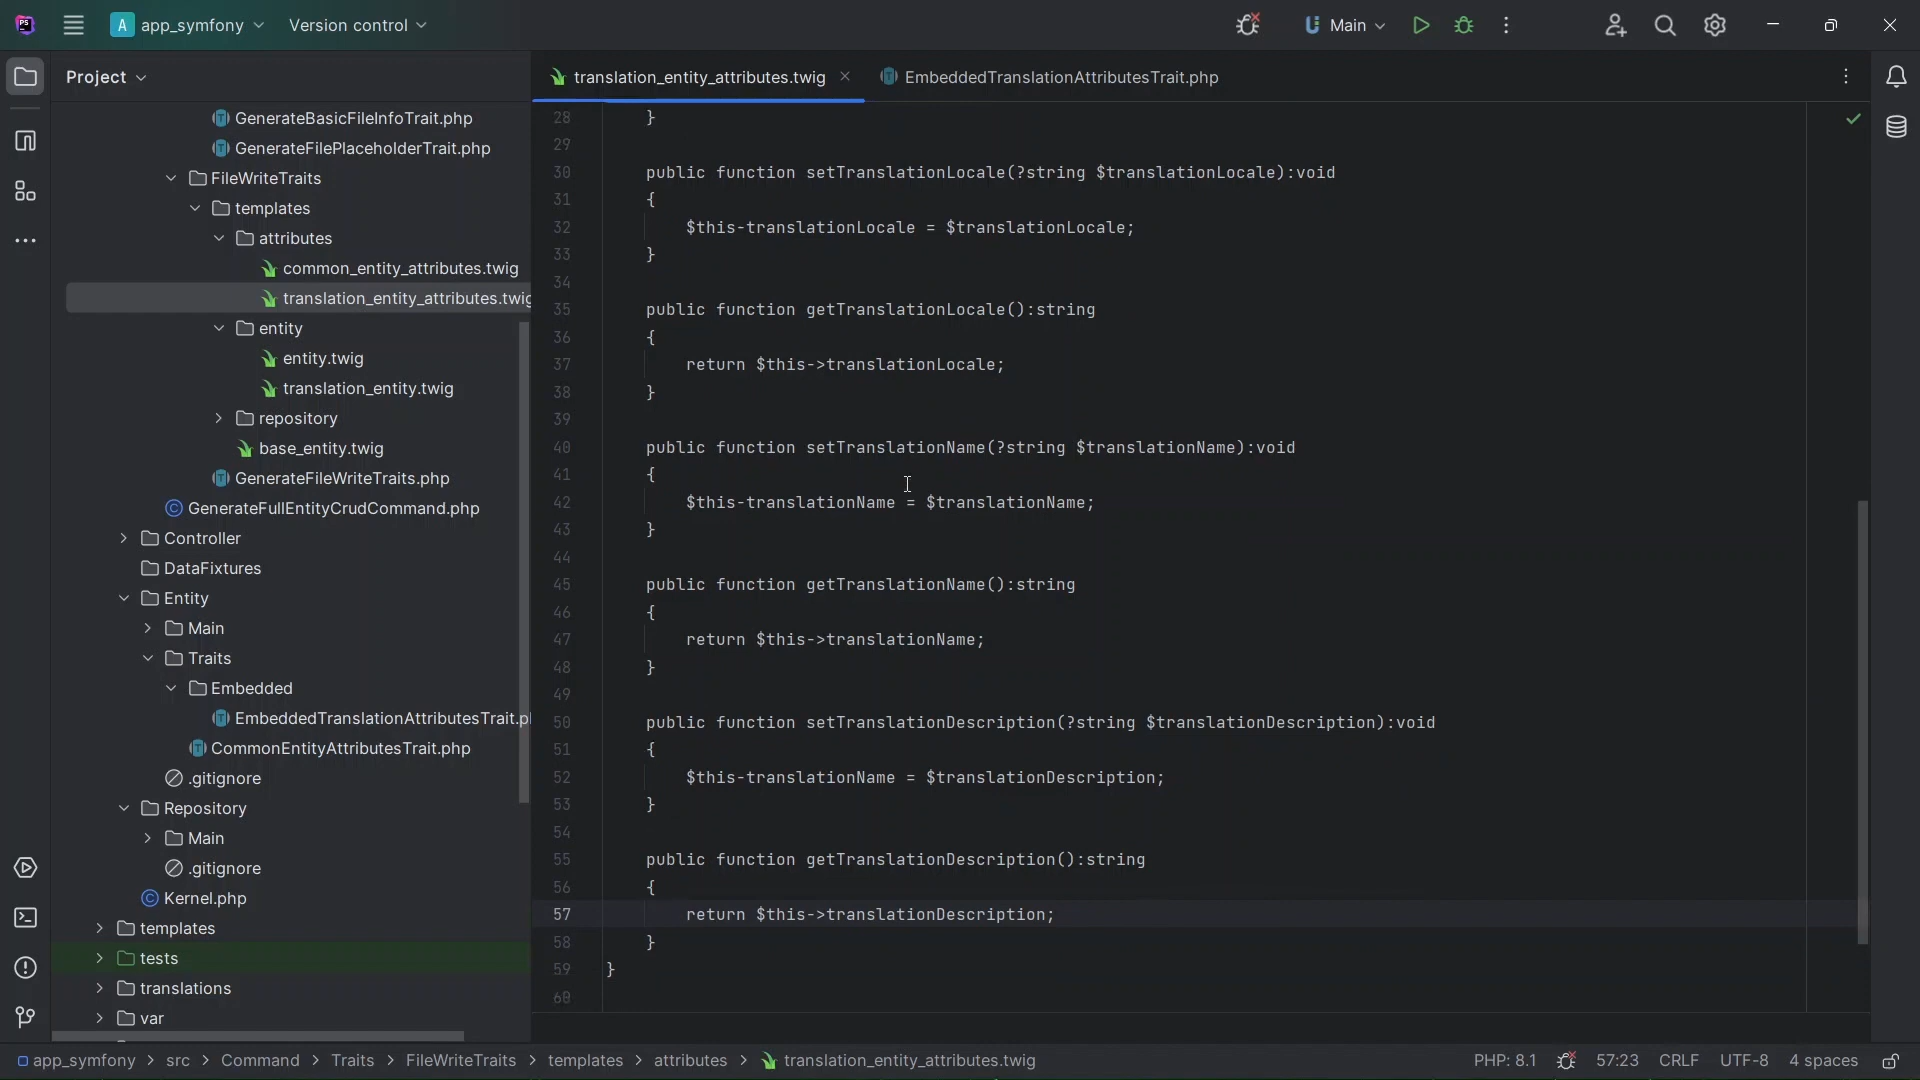 PS
A app_symfony
Version control
Main
Project
translation_entity_attributes.twig
EmbeddedTranslationAttributesTrait.php
GenerateBasicFileInfoTrait.php
GenerateFilePlaceholderTrait.php
FileWriteTraits
templates
attributes
common_entity_attributes.twig
translation_entity_attributes.twig
entity
entity.twig
translation_entity.twig
repository
base_entity.twig
GenerateFileWriteTraits.php
GenerateFullEntityCrudCommand.php
Controller
DataFixtures
Entity
Main
Traits
Embedded
EmbeddedTranslationAttributesTrait.p
CommonEntityAttributesTrait.php
.gitignore
Repository
Main
.gitignore
Kernel.php
templates
tests
translations
var
28 }
29
30 public function setTranslationLocale(?string $translationLocale):void
31 {
32 $this-translationLocale = $translationLocale;
33 }
34
35 public function getTranslationLocale():string
36 {
37 return $this->translationLocale;
38 }
39
40 public function setTranslationName(?string $translationName):void
41 {
42 $this-translationName = $translationName;
43 }
44
45 public function getTranslationName():string
46 {
47 return $this->translationName;
48 }
49
50 public function setTranslationDescription(?string $translationDescription):void
51 {
52 $this-translationName = $translationDescription;
53 }
54
55 public function getTranslationDescription():string
56 {
57 return $this->translationDescription;
58 }
59 }
60
app_symfony > src > Command > Traits > FileWriteTraits > templates > attributes > translation_entity_attributes.twig
PHP: 8.1 57:23 CRLF UTF-8 4 spaces